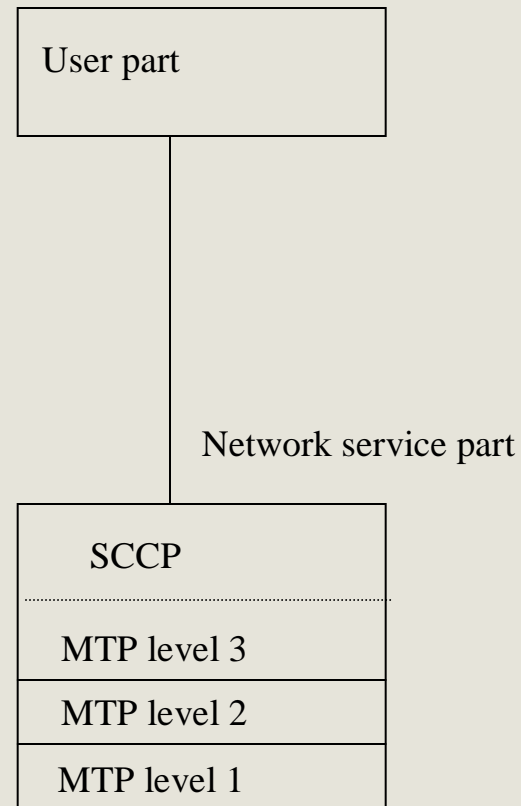 User part
Network service part
SCCP
MTP level 3
MTP level 2
MTP level 1